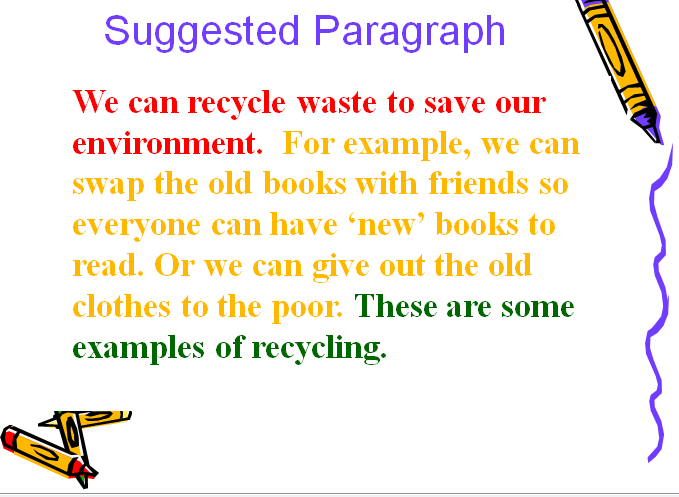 Suggested Paragraph
We can recycle waste to save our
environment. For example, we can
swap the old books with friends so
everyone can have ‘new’ books to
read. Or we can give out the old
clothes to the poor. These are some
examples of recycling.